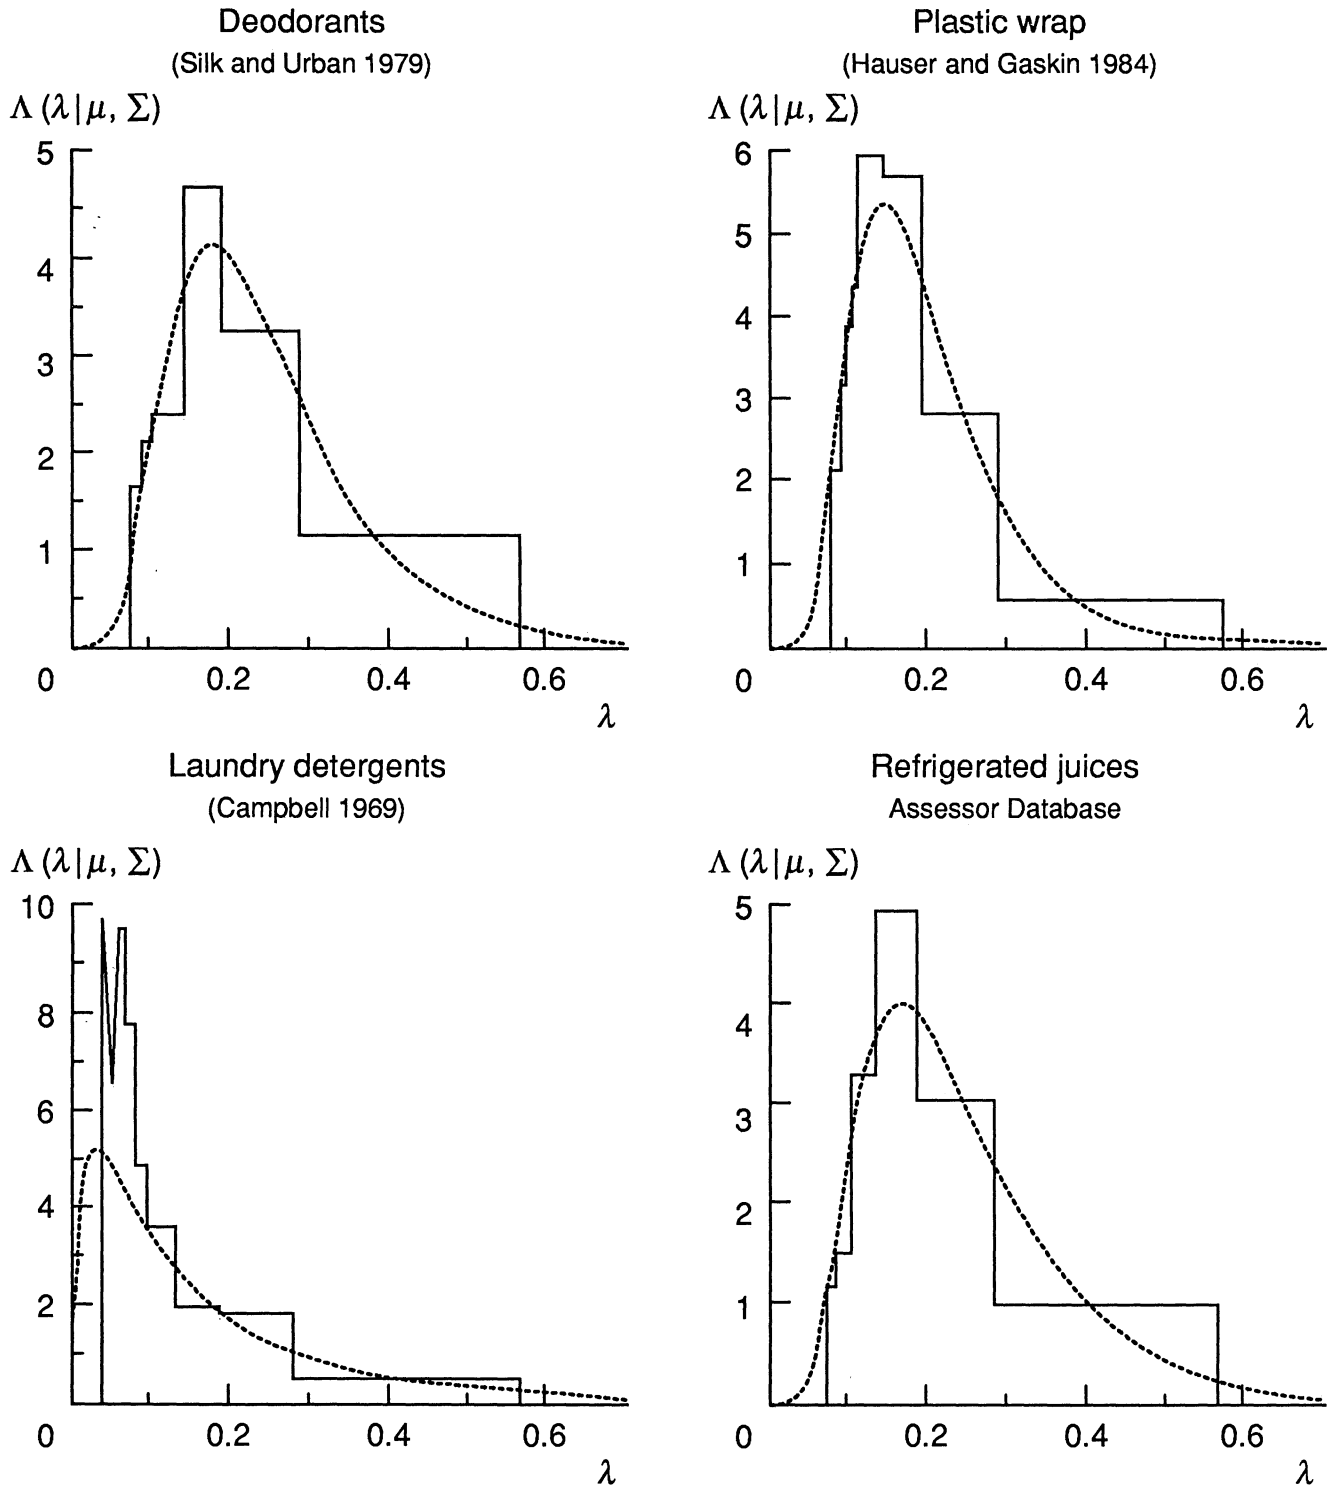 Deodorants
(Silk and Urban 1979)
Λ (λ|μ, Σ)
5
4
3
2
1
0
0.2
0.4
0.6
λ
Plastic wrap
(Hauser and Gaskin 1984)
Λ (λ|μ, Σ)
6
5
4
3
2
1
0
0.2
0.4
0.6
λ
Laundry detergents
(Campbell 1969)
Λ (λ|μ, Σ)
10
8
6
4
2
0
0.2
0.4
0.6
λ
Refrigerated juices
Assessor Database
Λ (λ|μ, Σ)
5
4
3
2
1
0
0.2
0.4
0.6
λ